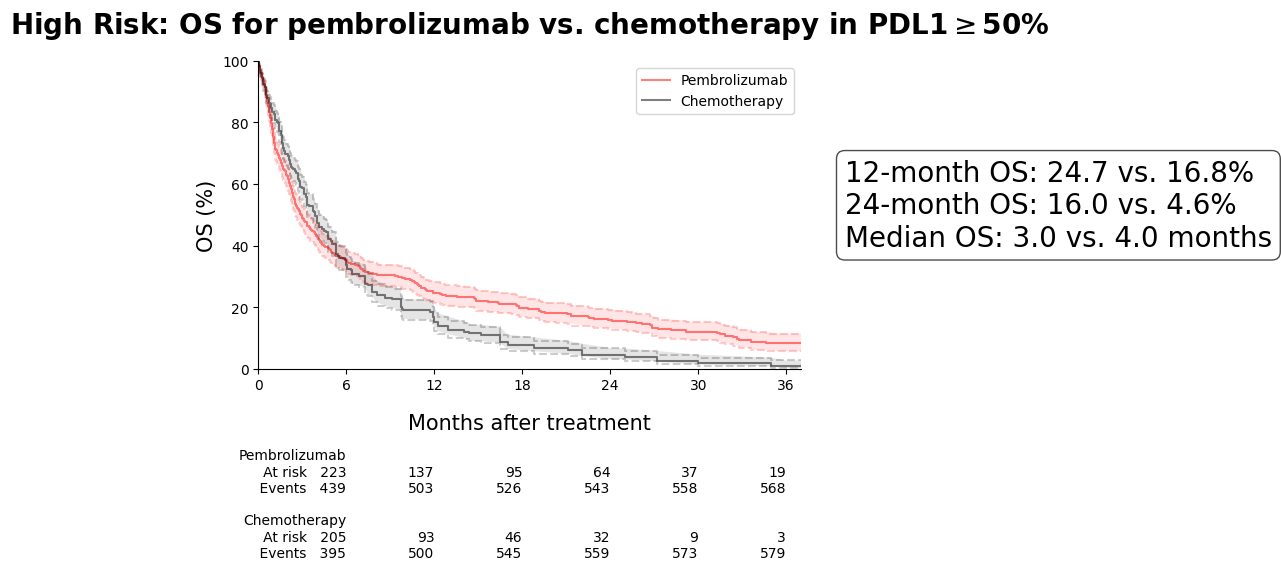 High Risk: OS for pembrolizumab vs. chemotherapy in PDL1 ≥ 50%
Pembrolizumab
Chemotherapy
OS (%)
100
80
60
40
20
0
0 6 12 18 24 30 36
Months after treatment
12-month OS: 24.7 vs. 16.8%
24-month OS: 16.0 vs. 4.6%
Median OS: 3.0 vs. 4.0 months
Pembrolizumab
At risk 223 137 95 64 37 19
Events 439 503 526 543 558 568
Chemotherapy
At risk 205 93 46 32 9 3
Events 395 500 545 559 573 579